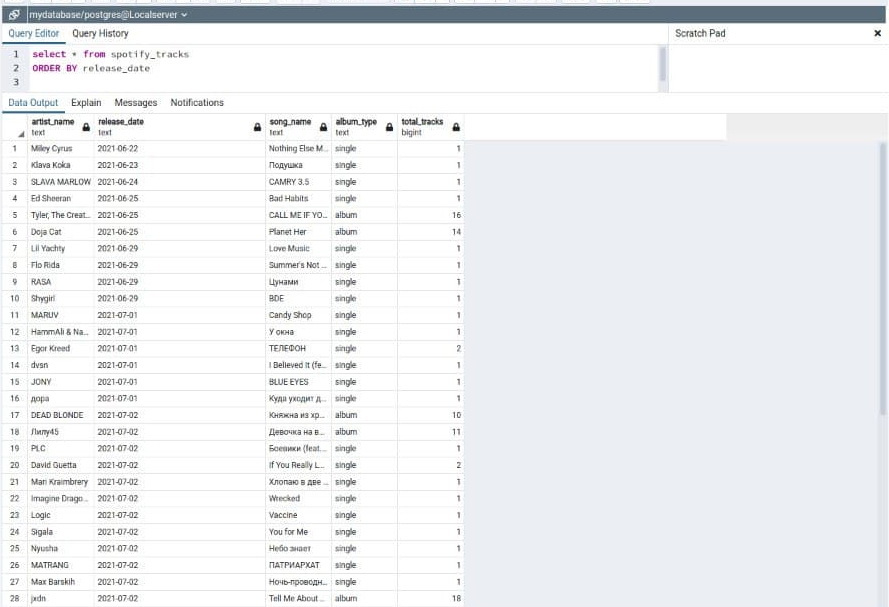 mydatabase/postgres@Localserver
Query Editor Query History Scratch Pad
1 select * from spotify_tracks
2 ORDER BY release_date
3
Data Output Explain Messages Notifications
artist_name release_date song_name album_type total_tracks
text text text text bigint
1 Miley Cyrus 2021-06-22 Nothing Else M... single 1
2 Klava Koka 2021-06-23 Подушка single 1
3 SLAVA MARLOW 2021-06-24 CAMRY 3.5 single 1
4 Ed Sheeran 2021-06-25 Bad Habits single 1
5 Tyler, The Creat... 2021-06-25 CALL ME IF YO... album 16
6 Doja Cat 2021-06-25 Planet Her album 14
7 Lil Yachty 2021-06-29 Love Music single 1
8 Flo Rida 2021-06-29 Summer's Not ... single 1
9 RASA 2021-06-29 Цунами single 1
10 Shygirl 2021-06-29 BDE single 1
11 MARUV 2021-07-01 Candy Shop single 1
12 HammAli & Na... 2021-07-01 У окна single 1
13 Egor Kreed 2021-07-01 ТЕЛЕФОН single 2
14 dvsn 2021-07-01 I Believed It (fe... single 1
15 JONY 2021-07-01 BLUE EYES single 1
16 дора 2021-07-01 Куда уходит д... single 1
17 DEAD BLONDE 2021-07-02 Княжна из хр... album 10
18 Лилу45 2021-07-02 Девочка на в... album 11
19 PLC 2021-07-02 Боевики (feat.... single 1
20 David Guetta 2021-07-02 If You Really L... single 2
21 Mari Kraimbrery 2021-07-02 Хлопаю в две ... single 1
22 Imagine Drago... 2021-07-02 Wrecked single 1
23 Logic 2021-07-02 Vaccine single 1
24 Sigala 2021-07-02 You for Me single 1
25 Nyusha 2021-07-02 Небо знает single 1
26 MATRANG 2021-07-02 ПАТРИАРХАТ single 1
27 Max Barskih 2021-07-02 Ночь-проводн... single 1
28 jxdn 2021-07-02 Tell Me About ... album 18